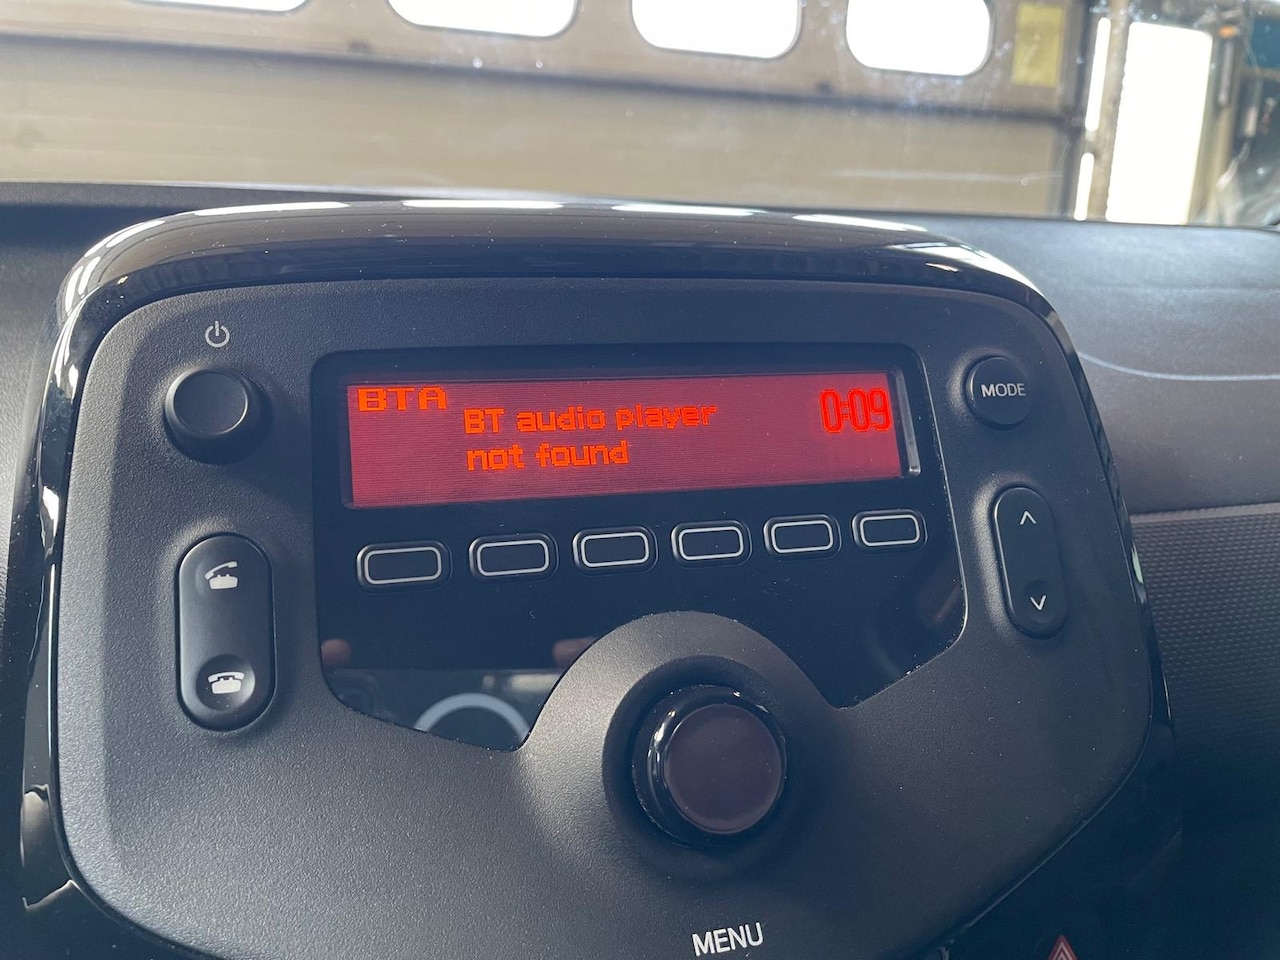 BTA
BT audio player
not found
0:09
MODE
MENU